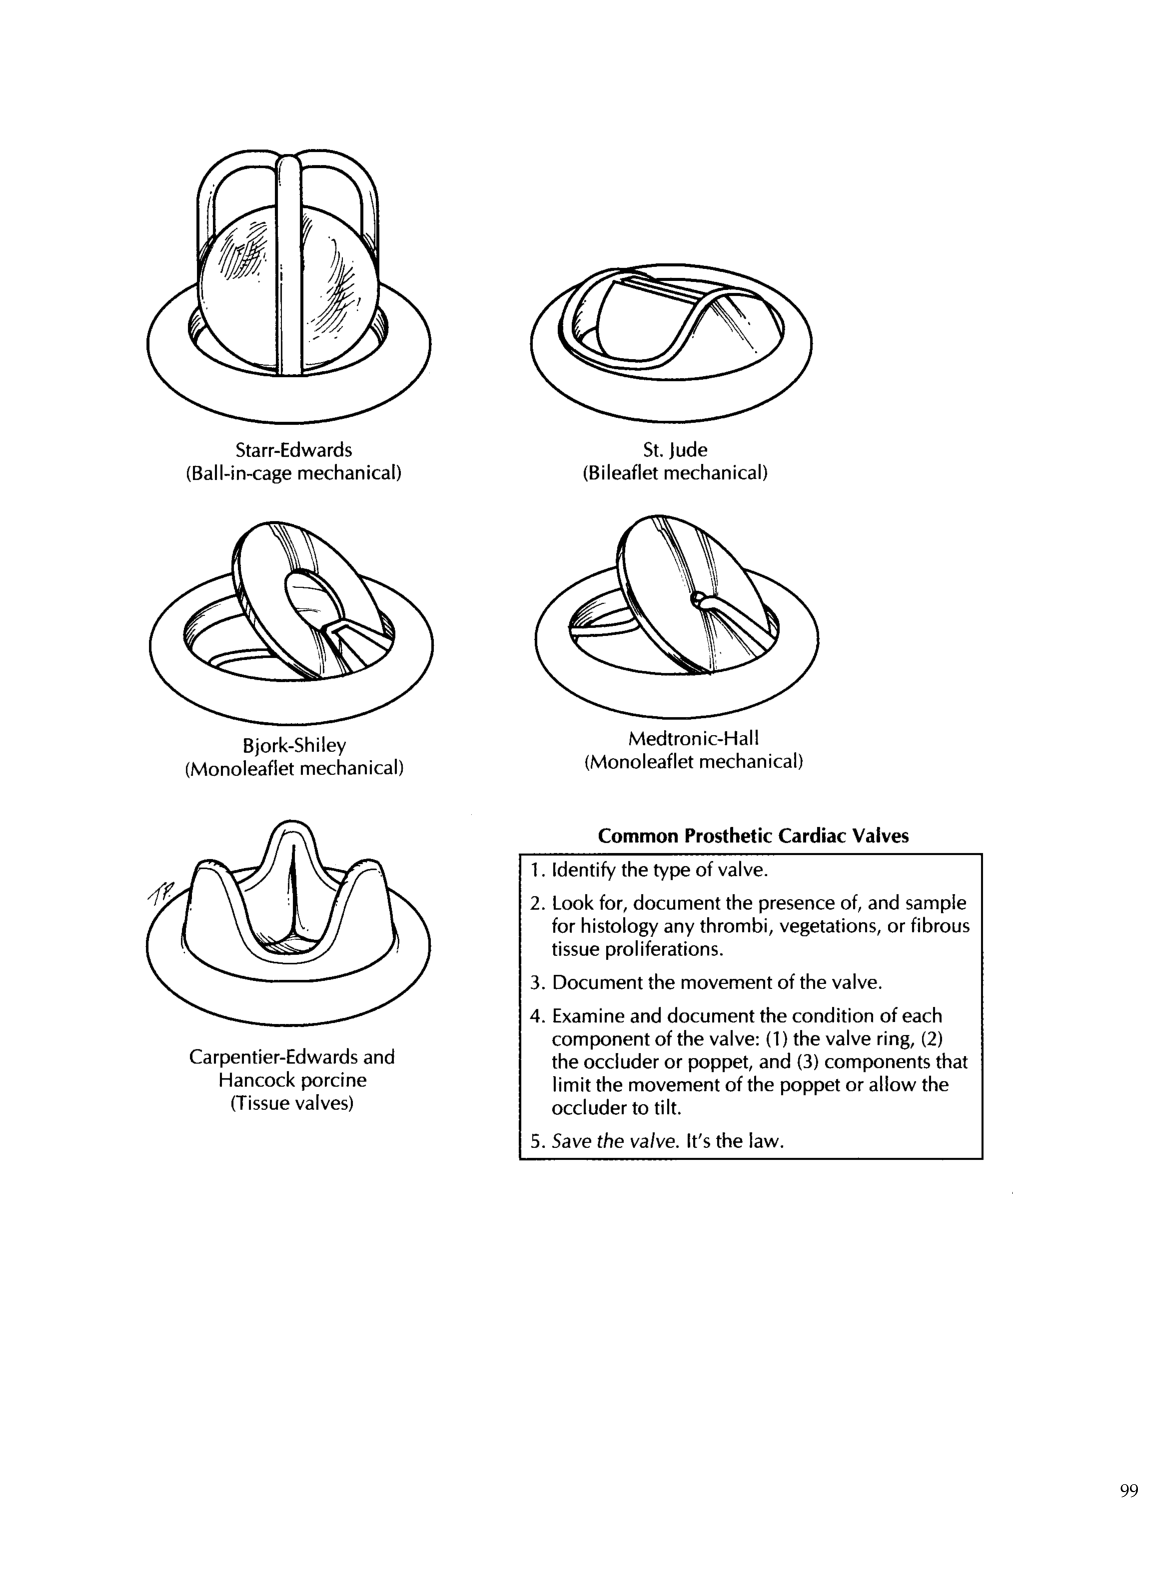 Starr-Edwards
(Ball-in-cage mechanical)
St. Jude
(Bileaflet mechanical)
Bjork-Shiley
(Monoleaflet mechanical)
Medtronic-Hall
(Monoleaflet mechanical)
T.P.
Carpentier-Edwards and
Hancock porcine
(Tissue valves)
Common Prosthetic Cardiac Valves
1. Identify the type of valve.
2. Look for, document the presence of, and sample
for histology any thrombi, vegetations, or fibrous
tissue proliferations.
3. Document the movement of the valve.
4. Examine and document the condition of each
component of the valve: (1) the valve ring, (2)
the occluder or poppet, and (3) components that
limit the movement of the poppet or allow the
occluder to tilt.
5. Save the valve. It's the law.
99